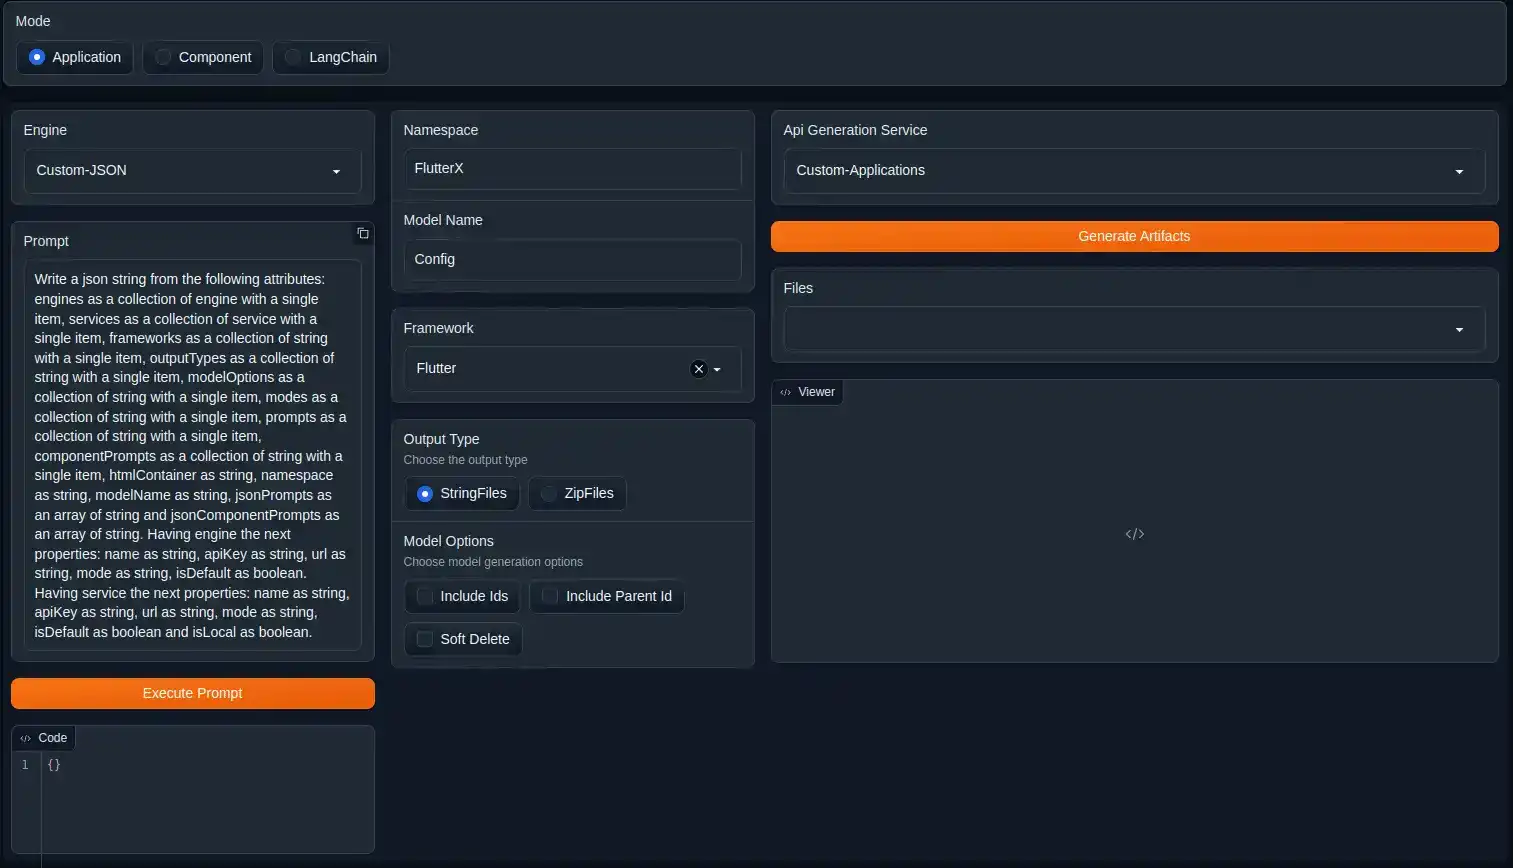 Mode
Application
Component
LangChain
Engine
Custom-JSON
Prompt
Write a json string from the following attributes:
engines as a collection of engine with a single
item, services as a collection of service with a
single item, frameworks as a collection of string
with a single item, outputTypes as a collection of
string with a single item, modelOptions as a
collection of string with a single item, modes as a
collection of string with a single item, prompts as a
collection of string with a single item,
componentPrompts as a collection of string with a
single item, htmlContainer as string, namespace
as string, modelName as string, jsonPrompts as
an array of string and jsonComponentPrompts as
an array of string. Having engine the next
properties: name as string, apiKey as string, url as
string, mode as string, isDefault as boolean.
Having service the next properties: name as string,
apiKey as string, url as string, mode as string,
isDefault as boolean and isLocal as boolean.
Execute Prompt
Code
1 {}
Namespace
FlutterX
Model Name
Config
Framework
Flutter
Output Type
Choose the output type
StringFiles
ZipFiles
Model Options
Choose model generation options
Include Ids
Include Parent Id
Soft Delete
Api Generation Service
Custom-Applications
Generate Artifacts
Files
Viewer